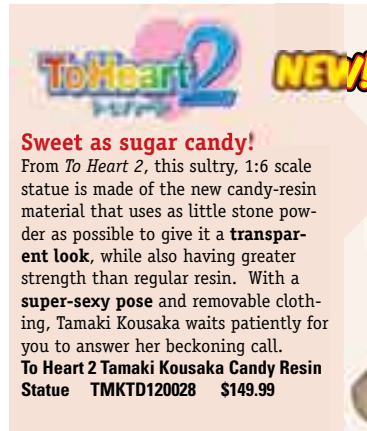 ToHeart2
NEW!
Sweet as sugar candy!
From To Heart 2, this sultry, 1:6 scale
statue is made of the new candy-resin
material that uses as little stone pow-
der as possible to give it a transpar-
ent look, while also having greater
strength than regular resin.  With a
super-sexy pose and removable cloth-
ing, Tamaki Kousaka waits patiently for
you to answer her beckoning call.
To Heart 2 Tamaki Kousaka Candy Resin
Statue    TMKTD120028    $149.99